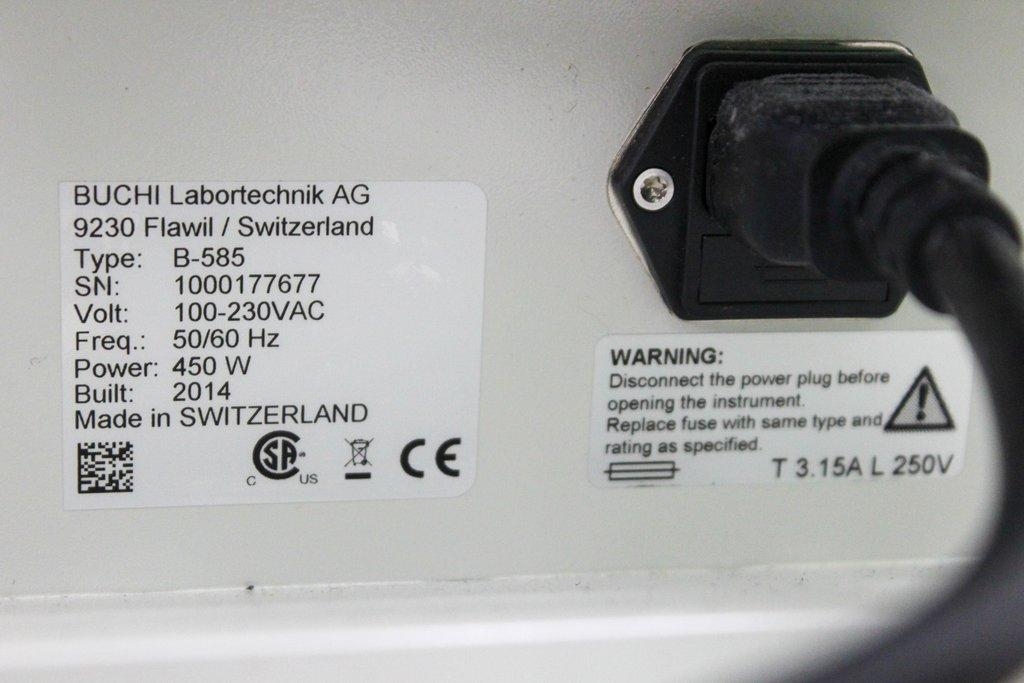 BUCHI Labortechnik AG
9230 Flawil / Switzerland
Type: B-585
SN: 1000177677
Volt: 100-230VAC
Freq.: 50/60 Hz
Power: 450 W
Built: 2014
Made in SWITZERLAND
C SA US
CE
WARNING:
Disconnect the power plug before
opening the instrument.
Replace fuse with same type and
rating as specified.
T 3.15A L 250V